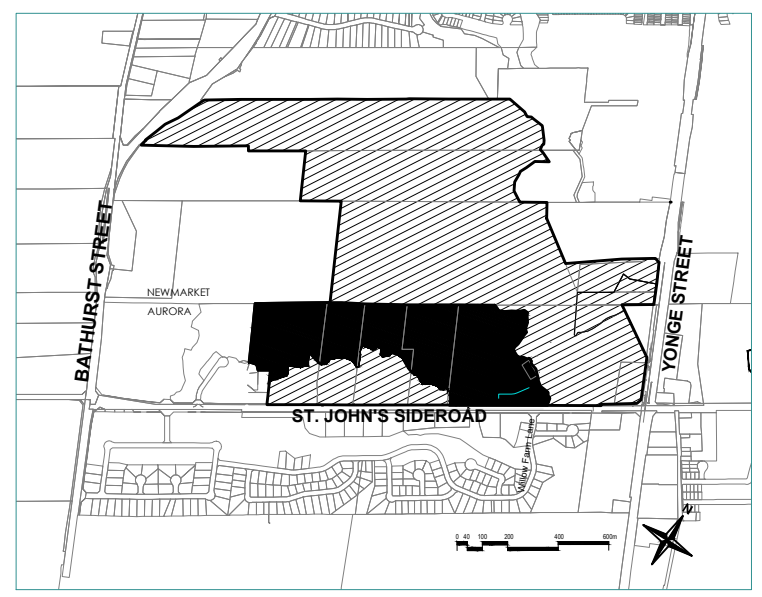 BATHURST STREET
NEWMARKET
AURORA
YONGE STREET
ST. JOHN'S SIDEROAD
Willow Farm Lane
N
0 40 100 200 400 600m